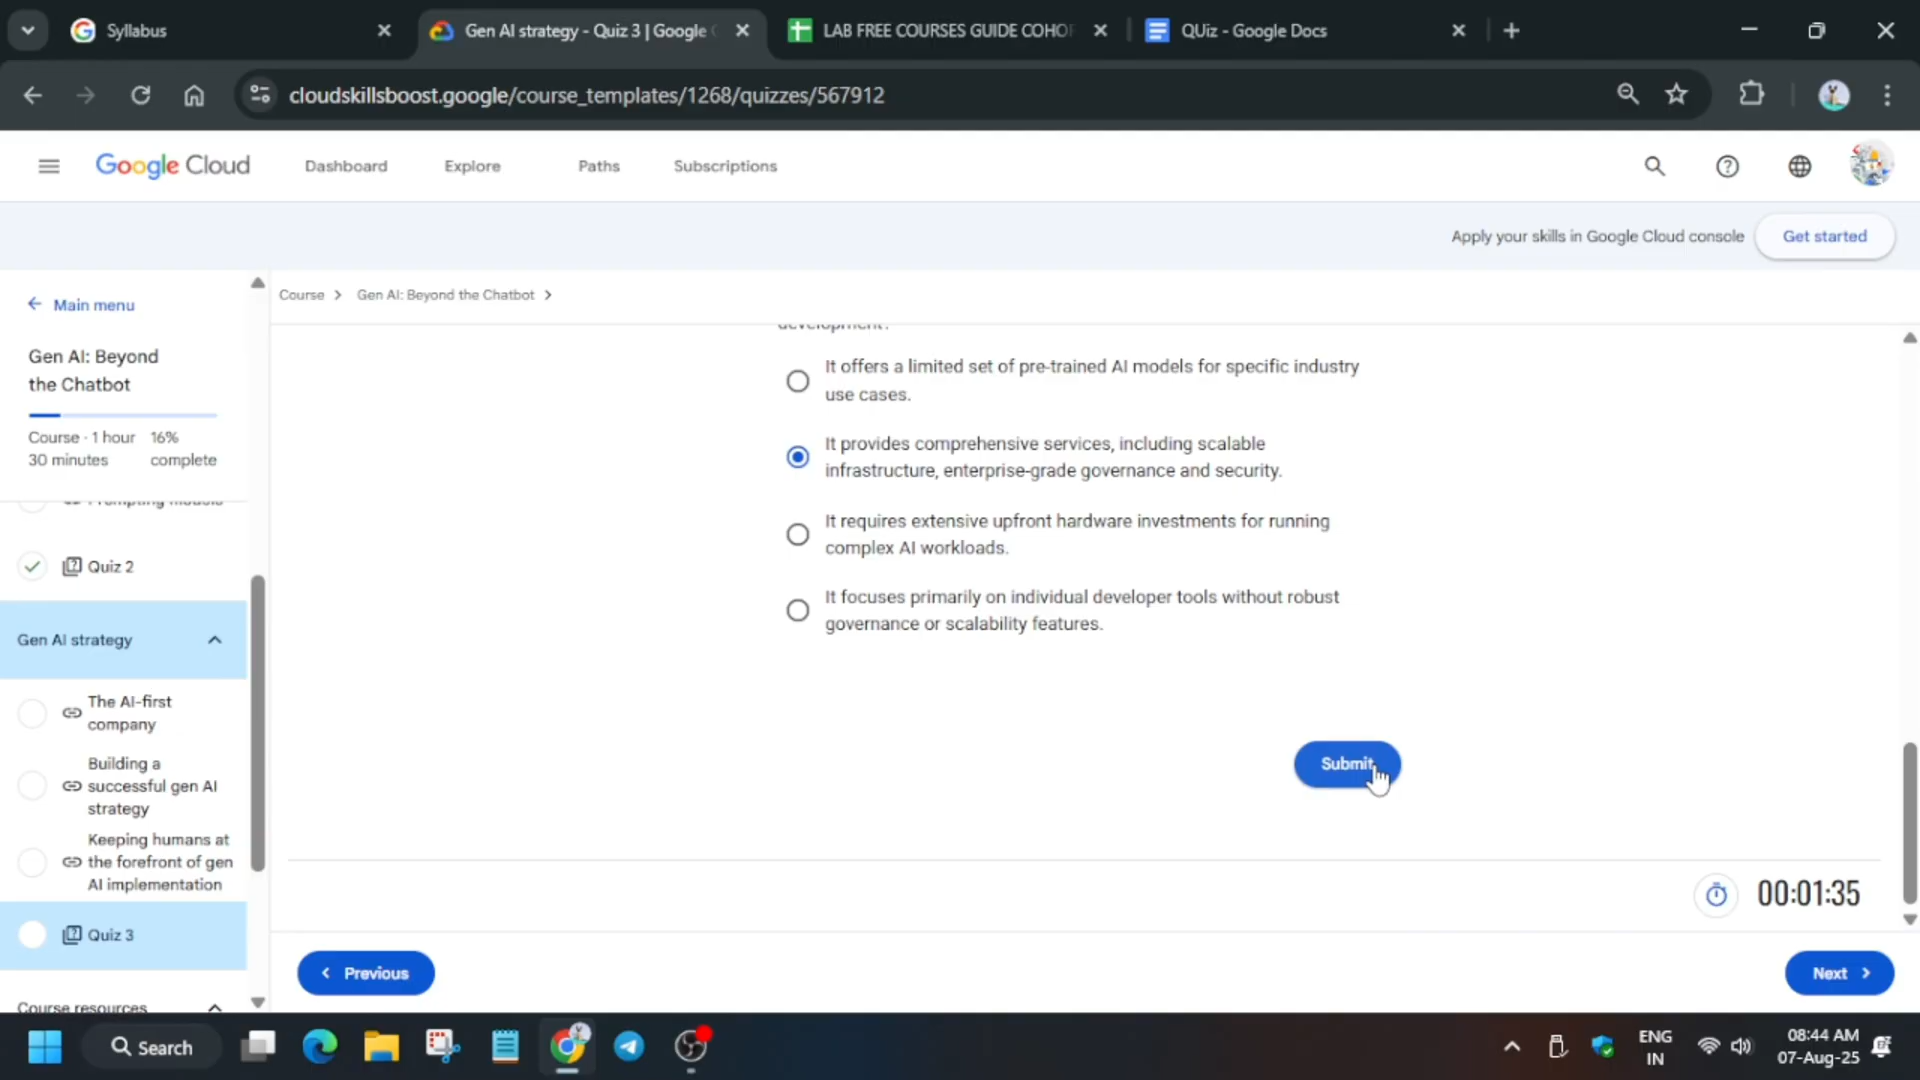 Syllabus
Gen AI strategy - Quiz 3 | Google
LAB FREE COURSES GUIDE COHO
QUiz - Google Docs
cloudskillsboost.google/course_templates/1268/quizzes/567912
Google Cloud
Dashboard
Explore
Paths
Subscriptions
Apply your skills in Google Cloud console
Get started
Main menu
Course > Gen AI: Beyond the Chatbot >
Gen AI: Beyond
the Chatbot
Course · 1 hour
30 minutes
16%
complete
Prompting models
Quiz 2
Gen AI strategy
The AI-first
company
Building a
successful gen AI
strategy
Keeping humans at
the forefront of gen
AI implementation
Quiz 3
Course resources
development?
It offers a limited set of pre-trained AI models for specific industry
use cases.
It provides comprehensive services, including scalable
infrastructure, enterprise-grade governance and security.
It requires extensive upfront hardware investments for running
complex AI workloads.
It focuses primarily on individual developer tools without robust
governance or scalability features.
Submit
00:01:35
Previous
Next
Search
ENG
IN
08:44 AM
07-Aug-25